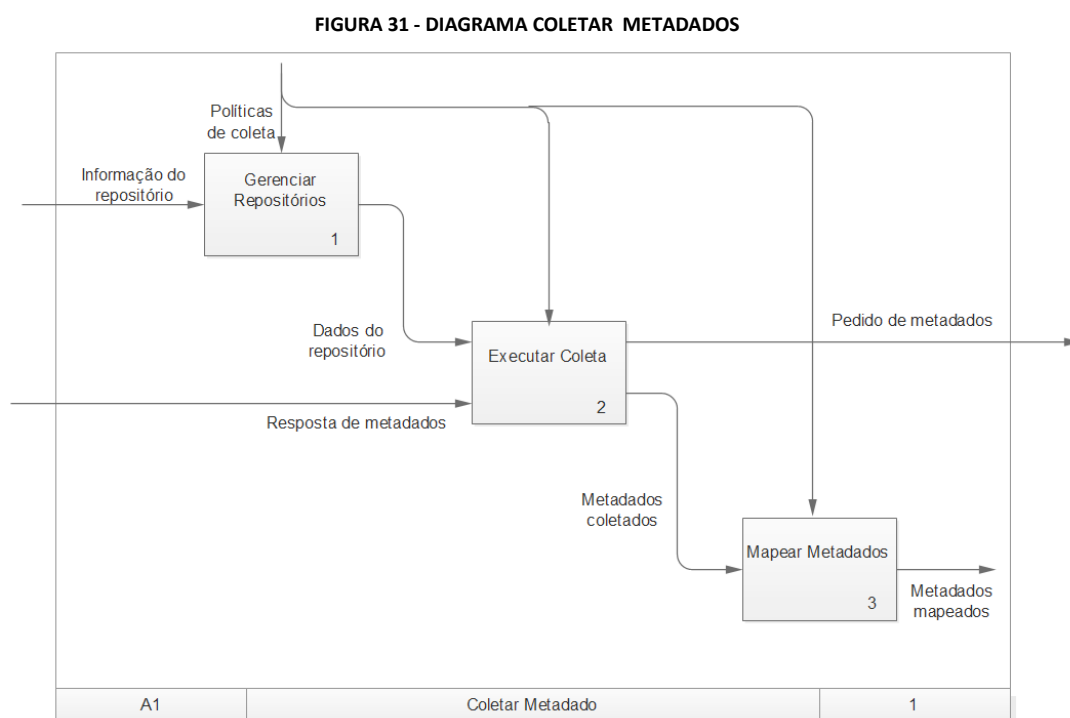 FIGURA 31 - DIAGRAMA COLETAR METADADOS
Políticas
de coleta
Informação do
repositório
Gerenciar
Repositórios
1
Dados do
repositório
Pedido de metadados
Executar Coleta
2
Resposta de metadados
Metadados
coletados
Mapear Metadados
3
Metadados
mapeados
A1
Coletar Metadado
1